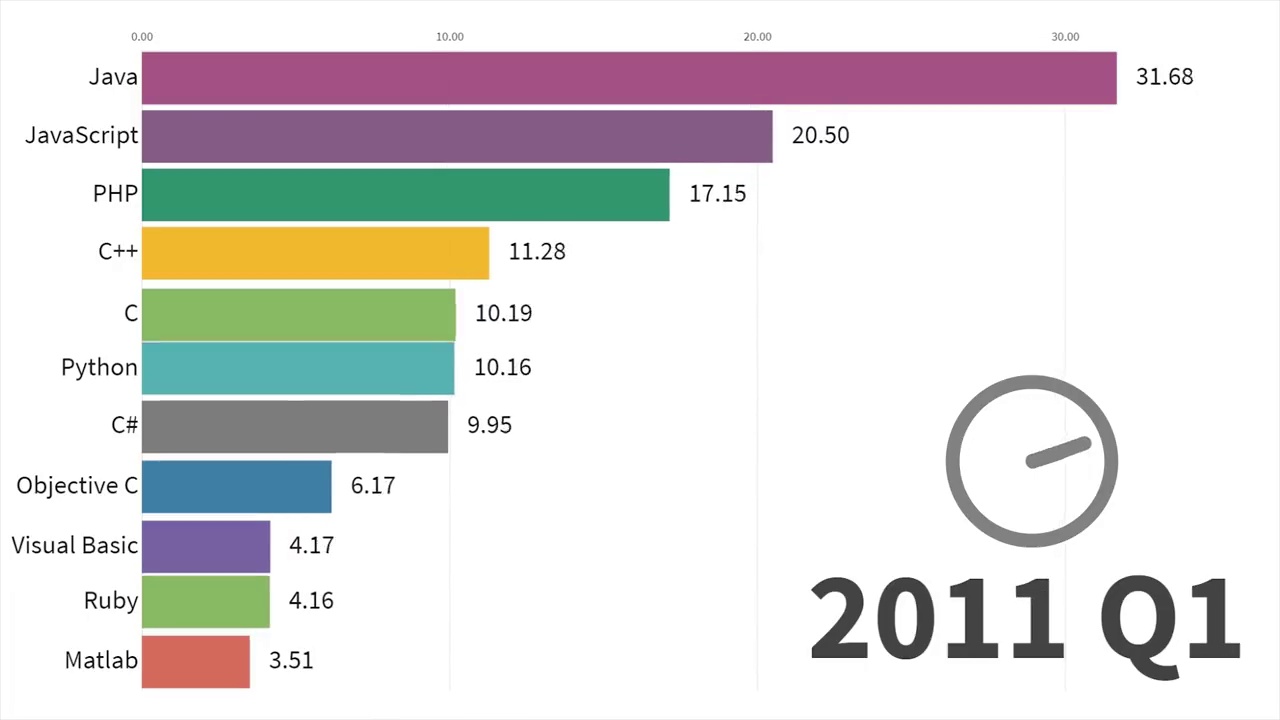 0.00 10.00 20.00 30.00
Java 31.68
JavaScript 20.50
PHP 17.15
C++ 11.28
C 10.19
Python 10.16
C# 9.95
Objective C 6.17
Visual Basic 4.17
Ruby 4.16
Matlab 3.51
2011 Q1